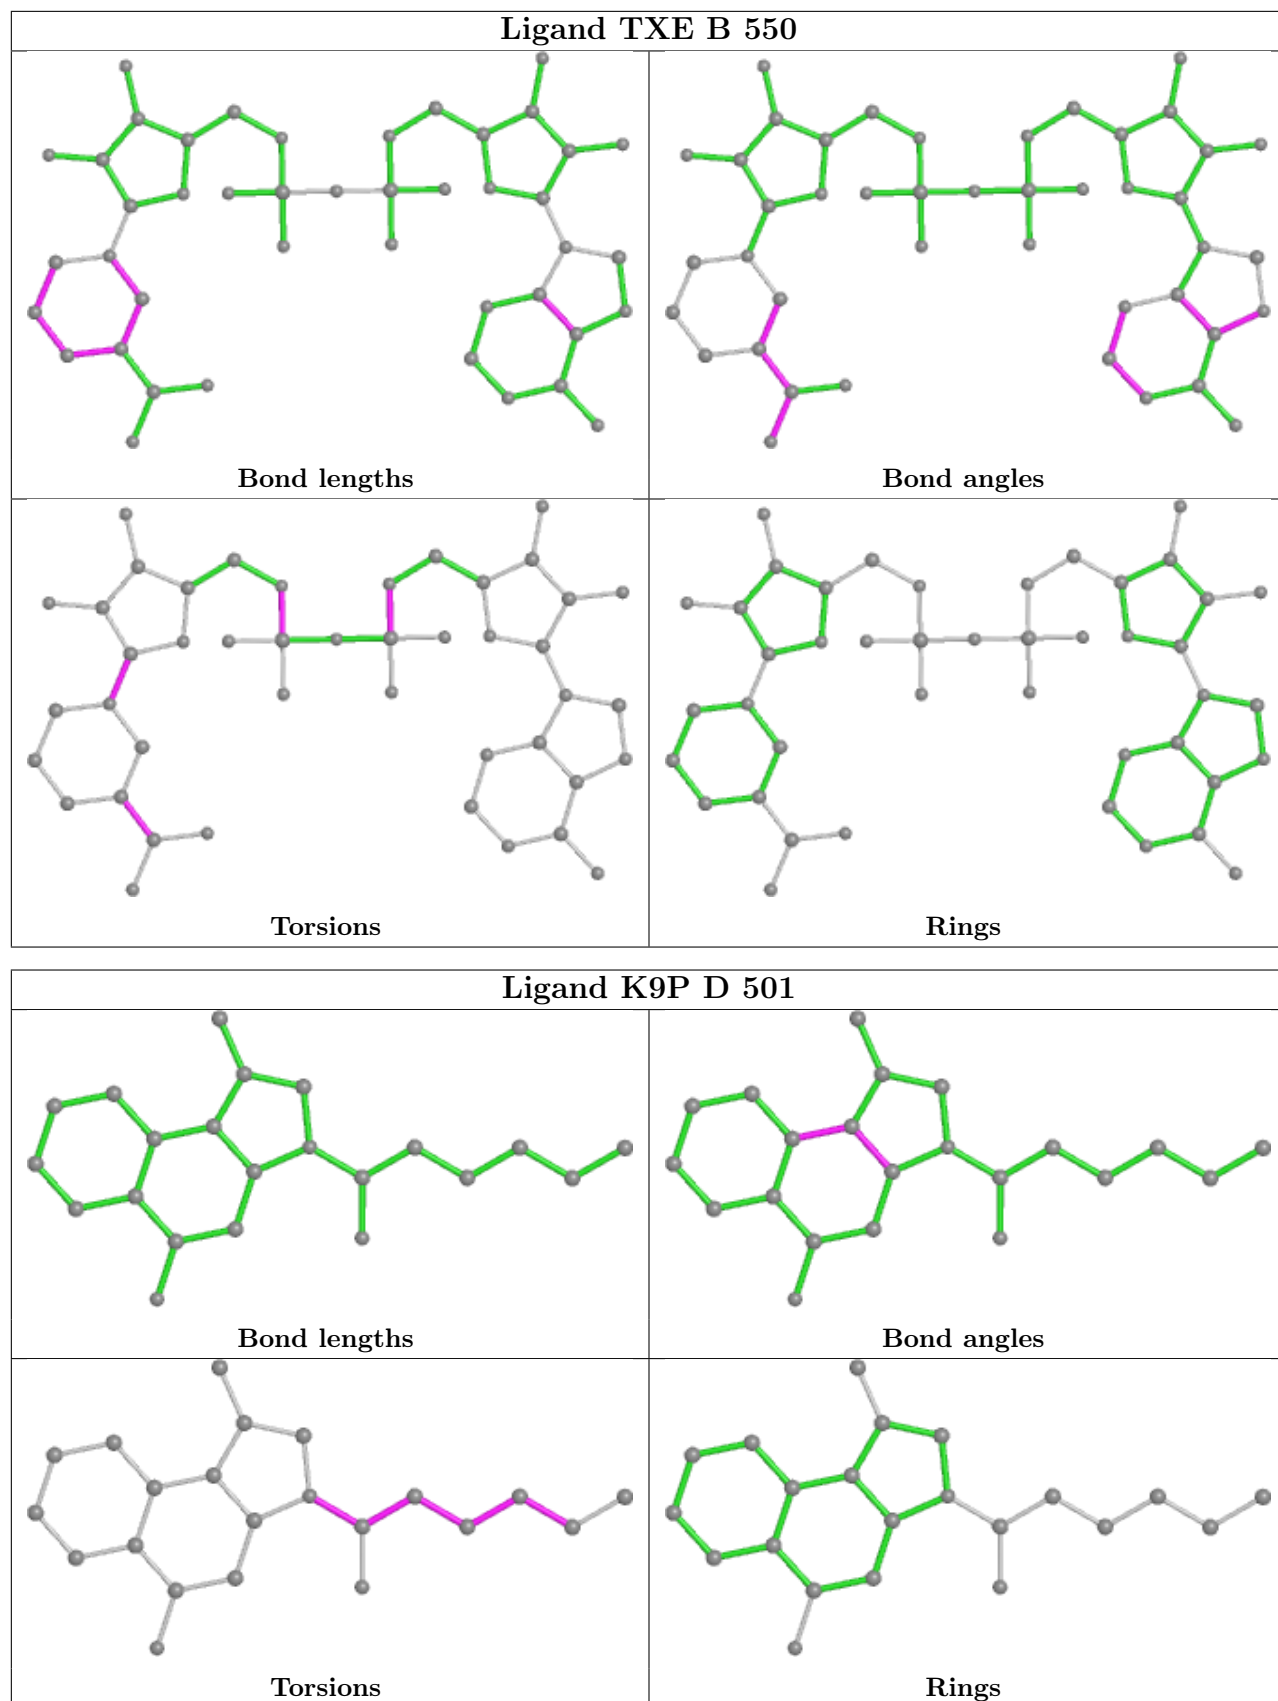 Ligand TXE B 550
Bond lengths
Bond angles
Torsions
Rings
Ligand K9P D 501
Bond lengths
Bond angles
Torsions
Rings